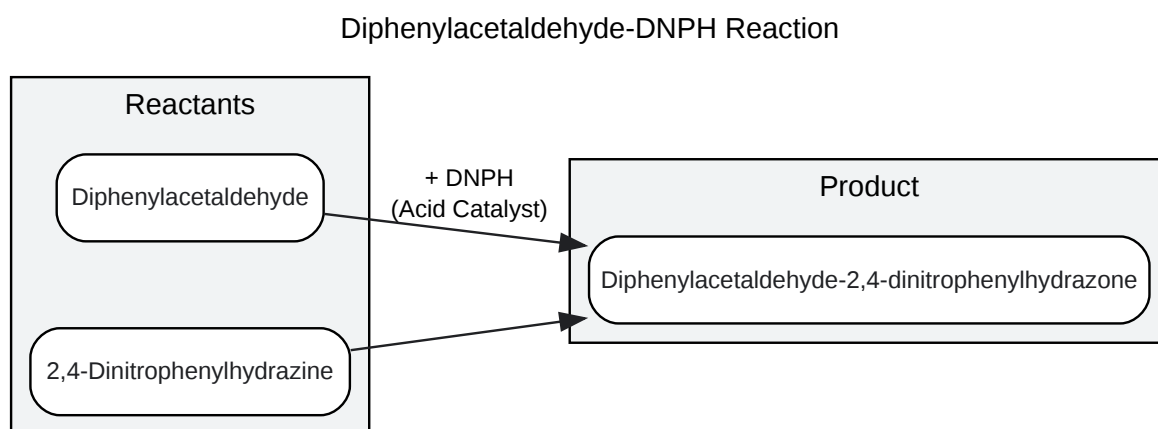 Diphenylacetaldehyde-DNPH Reaction
Reactants
Diphenylacetaldehyde
+ DNPH
(Acid Catalyst)
Product
Diphenylacetaldehyde-2,4-dinitrophenylhydrazone
2,4-Dinitrophenylhydrazine